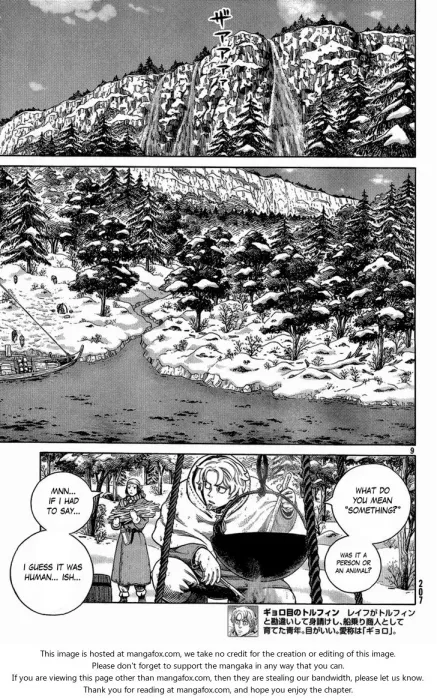 ザァァァァ
9
WHAT DO
YOU MEAN
"SOMETHING?"
WAS IT A
PERSON OR
AN ANIMAL?
MNN...
IF I HAD
TO SAY...
I GUESS IT WAS
HUMAN... ISH...
207
ギョロ目のトルフィン レイフがトルフィン
と勘違いして身請けし、船乗り商人として
育てた青年。目がいい。愛称は「ギョロ」。
This image is hosted at mangafox.com, we take no credit for the creation or editing of this image.
Please don't forget to support the mangaka in any way that you can.
If you are viewing this page other than mangafox.com, then they are stealing our bandwidth, please let us know.
Thank you for reading at mangafox.com, and hope you enjoy the chapter.